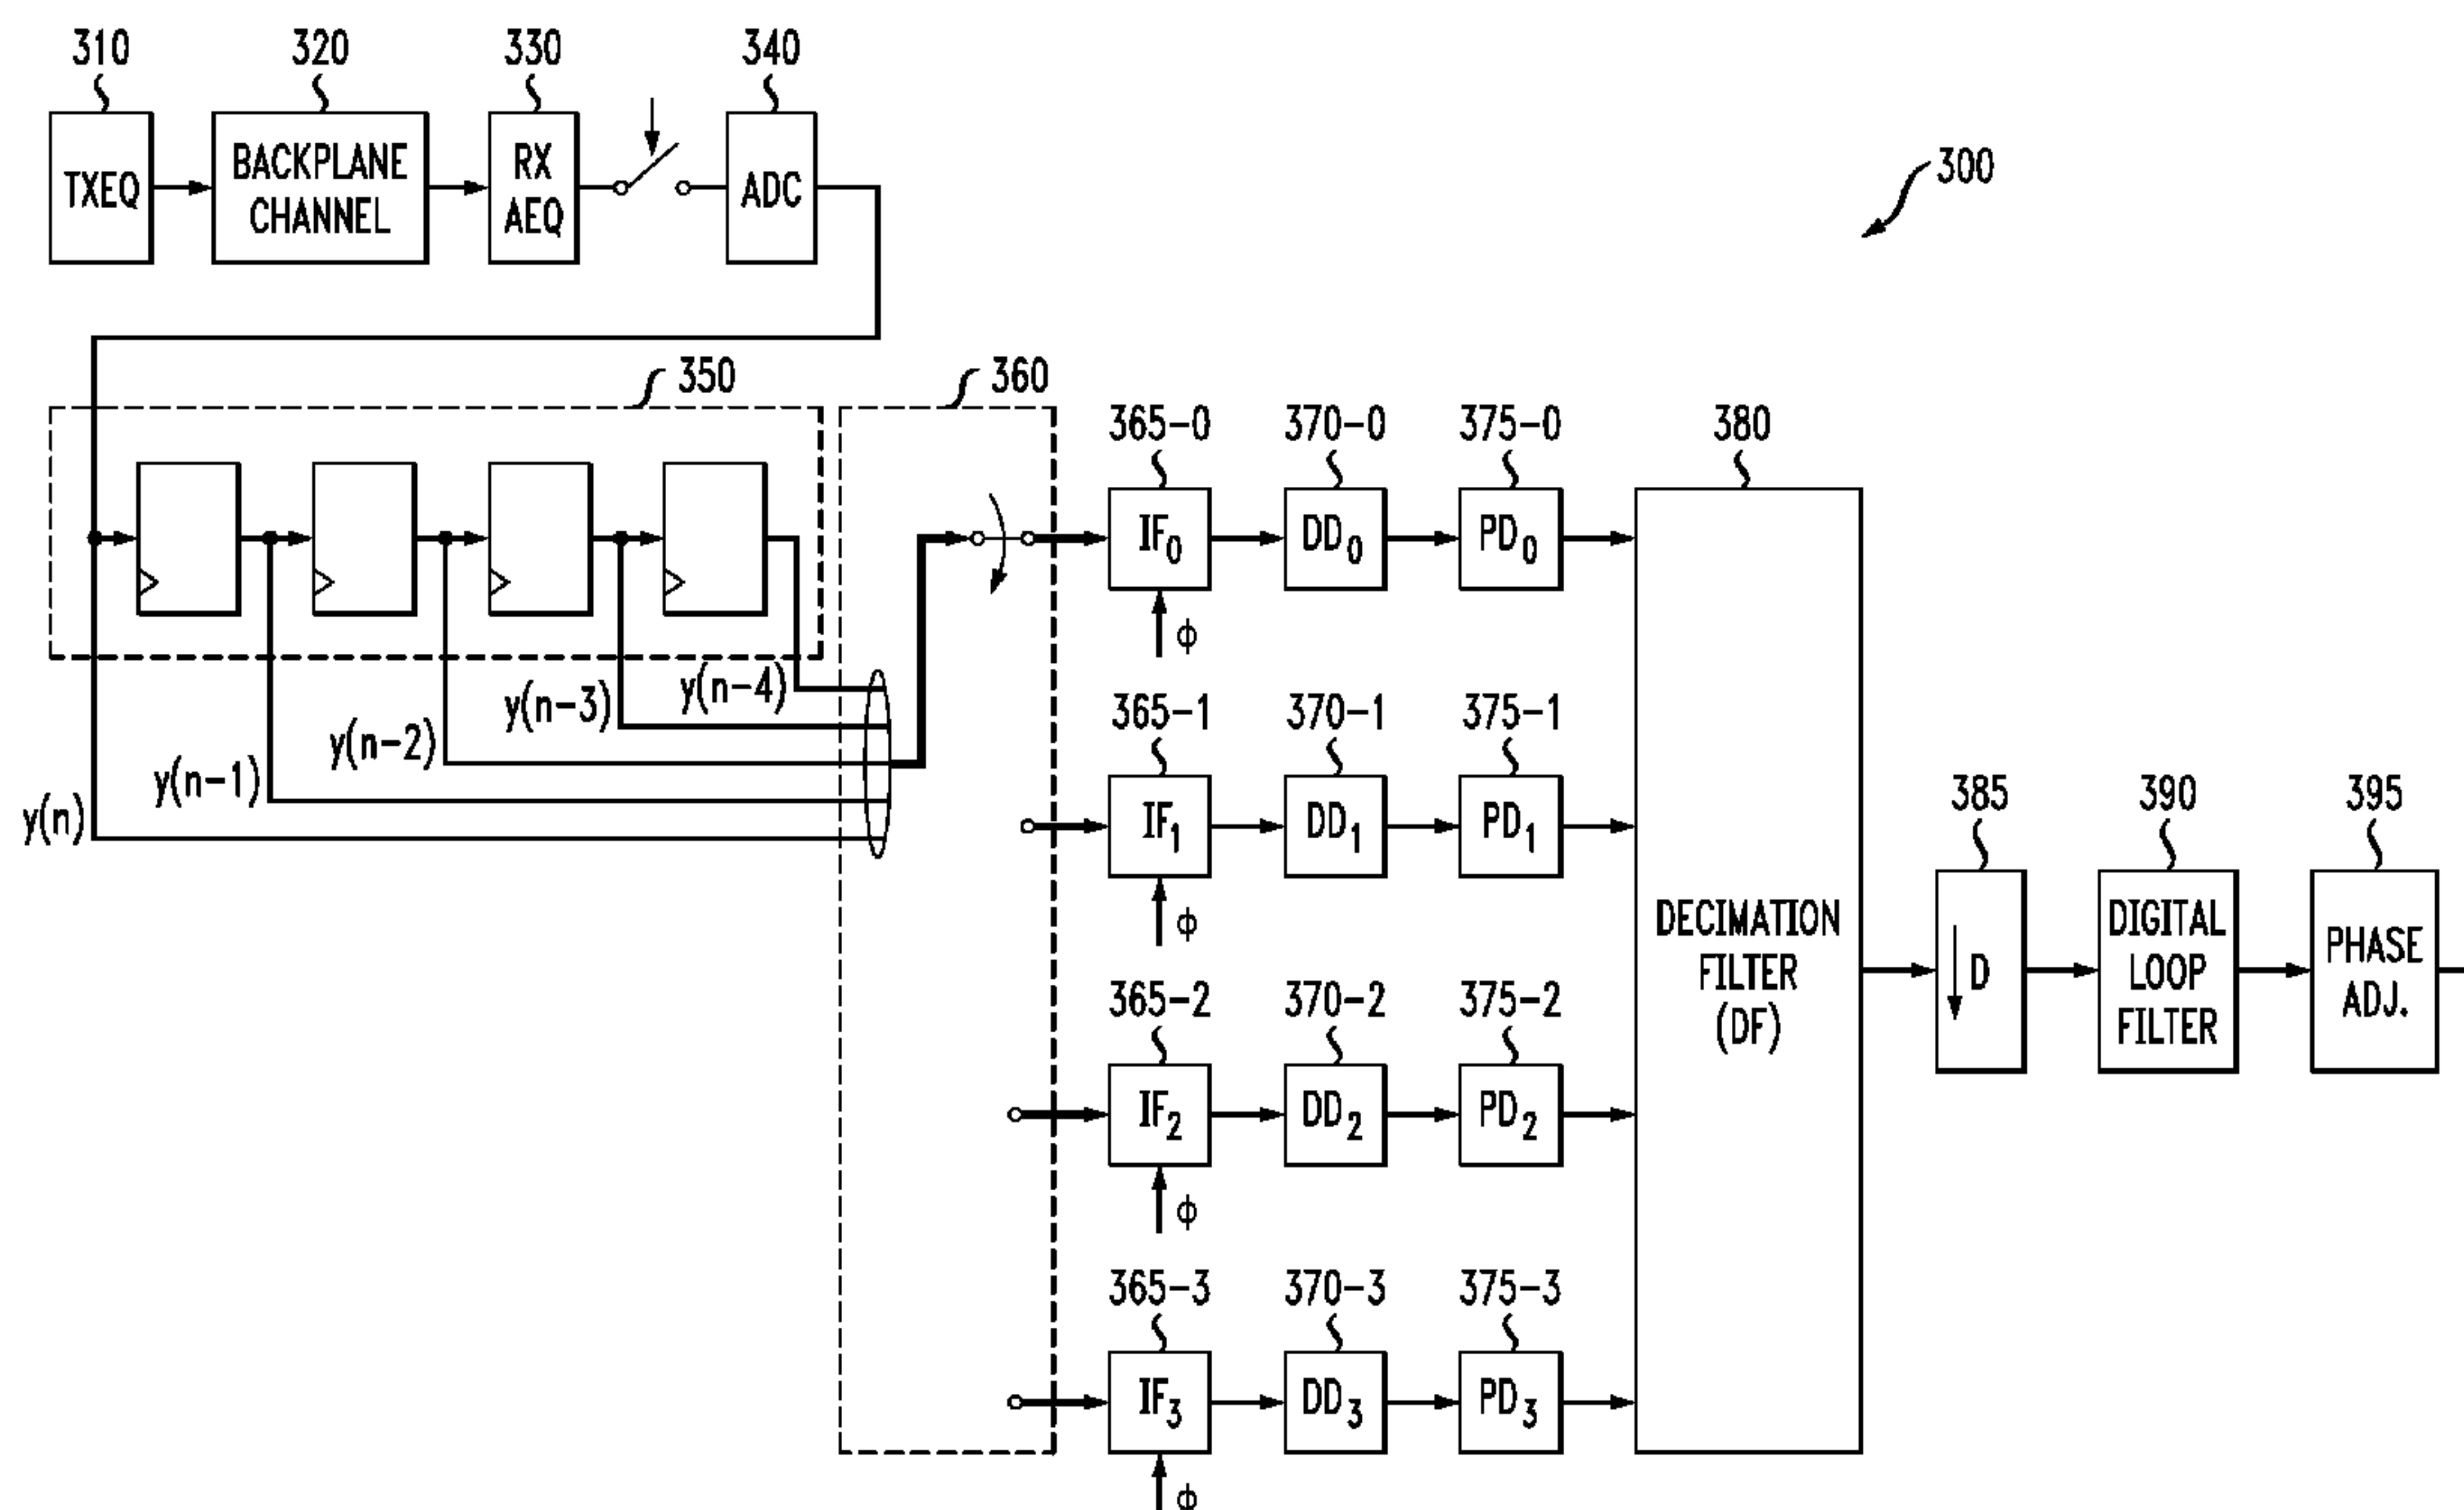 310
320
330
340
TXEQ
BACKPLANE
CHANNEL
RX
AEQ
ADC
300
350
360
365-0
370-0
375-0
380
IF0
DD0
PD0
ϕ
y(n)
y(n-1)
y(n-2)
y(n-3)
y(n-4)
365-1
370-1
375-1
IF1
DD1
PD1
ϕ
365-2
370-2
375-2
IF2
DD2
PD2
ϕ
365-3
370-3
375-3
IF3
DD3
PD3
ϕ
DECIMATION
FILTER
(DF)
385
390
395
D
DIGITAL
LOOP
FILTER
PHASE
ADJ.